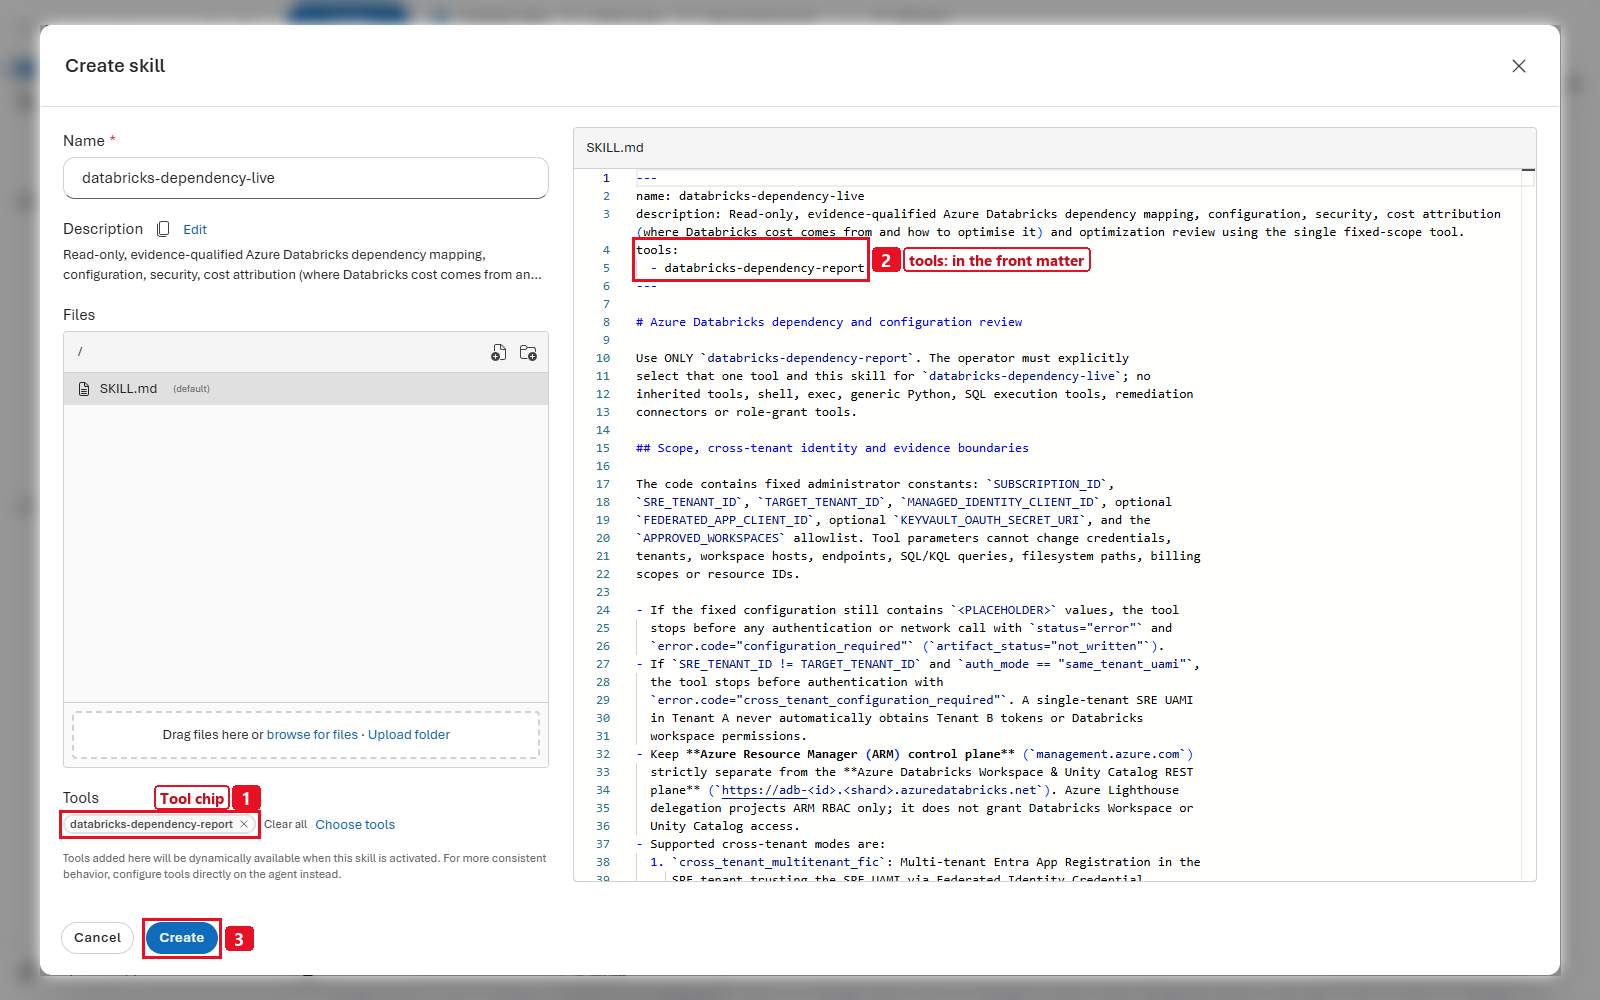 Create skill
Name *
databricks-dependency-live
Description Edit
Read-only, evidence-qualified Azure Databricks dependency mapping,
configuration, security, cost attribution (where Databricks cost comes from an...
Files
/
SKILL.md (default)
Drag files here or browse for files · Upload folder
Tools Tool chip 1
databricks-dependency-report Clear all Choose tools
Tools added here will be dynamically available when this skill is activated. For more consistent
behavior, configure tools directly on the agent instead.
Cancel Create 3
SKILL.md
1 ---
2 name: databricks-dependency-live
3 description: Read-only, evidence-qualified Azure Databricks dependency mapping, configuration, security, cost attribution
(where Databricks cost comes from and how to optimise it) and optimization review using the single fixed-scope tool.
4 tools:
5 - databricks-dependency-report
2 tools: in the front matter
6 ---
7
8 # Azure Databricks dependency and configuration review
9
10 Use ONLY `databricks-dependency-report`. The operator must explicitly
11 select that one tool and this skill for `databricks-dependency-live`; no
12 inherited tools, shell, exec, generic Python, SQL execution tools, remediation
13 connectors or role-grant tools.
14
15 ## Scope, cross-tenant identity and evidence boundaries
16
17 The code contains fixed administrator constants: `SUBSCRIPTION_ID`,
18 `SRE_TENANT_ID`, `TARGET_TENANT_ID`, `MANAGED_IDENTITY_CLIENT_ID`, optional
19 `FEDERATED_APP_CLIENT_ID`, optional `KEYVAULT_OAUTH_SECRET_URI`, and the
20 `APPROVED_WORKSPACES` allowlist. Tool parameters cannot change credentials,
21 tenants, workspace hosts, endpoints, SQL/KQL queries, filesystem paths, billing
22 scopes or resource IDs.
23
24 - If the fixed configuration still contains `<PLACEHOLDER>` values, the tool
25 stops before any authentication or network call with `status="error"` and
26 `error.code="configuration_required"` (`artifact_status="not_written"`).
27 - If `SRE_TENANT_ID != TARGET_TENANT_ID` and `auth_mode == "same_tenant_uami"`,
28 the tool stops before authentication with
29 `error.code="cross_tenant_configuration_required"`. A single-tenant SRE UAMI
30 in Tenant A never automatically obtains Tenant B tokens or Databricks
31 workspace permissions.
32 - Keep **Azure Resource Manager (ARM) control plane** (`management.azure.com`)
33 strictly separate from the **Azure Databricks Workspace & Unity Catalog REST
34 plane** (`https://adb-<id>.<shard>.azuredatabricks.net`). Azure Lighthouse
35 delegation projects ARM RBAC only; it does not grant Databricks Workspace or
36 Unity Catalog access.
37 - Supported cross-tenant modes are:
38 1. `cross_tenant_multitenant_fic`: Multi-tenant Entra App Registration in the
39 SRE tenant trusting the SRE UAMI via Federated Identity Credential